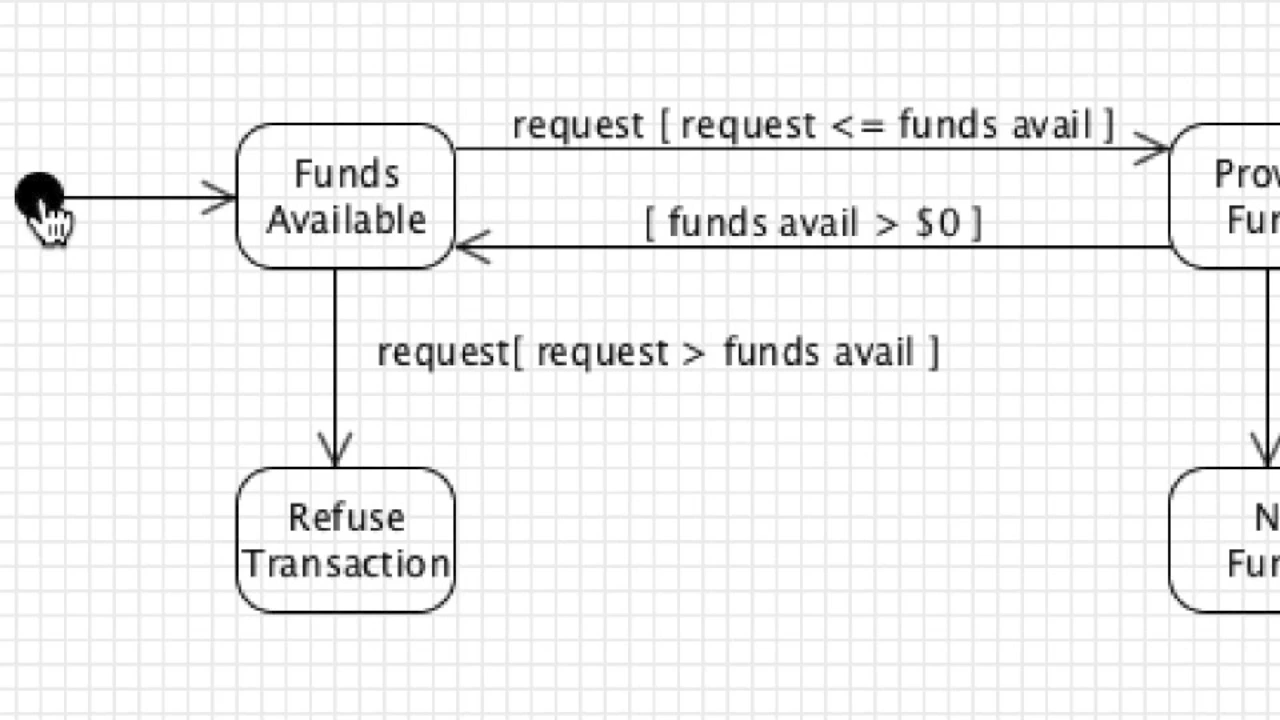 request [ request <= funds avail ]
Funds
Available
[ funds avail > $0 ]
request[ request > funds avail ]
Refuse
Transaction